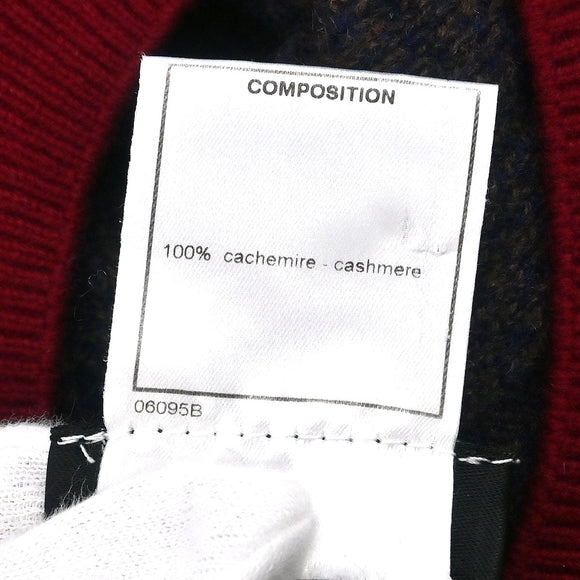 COMPOSITION
100% cachemire - cashmere
06095B